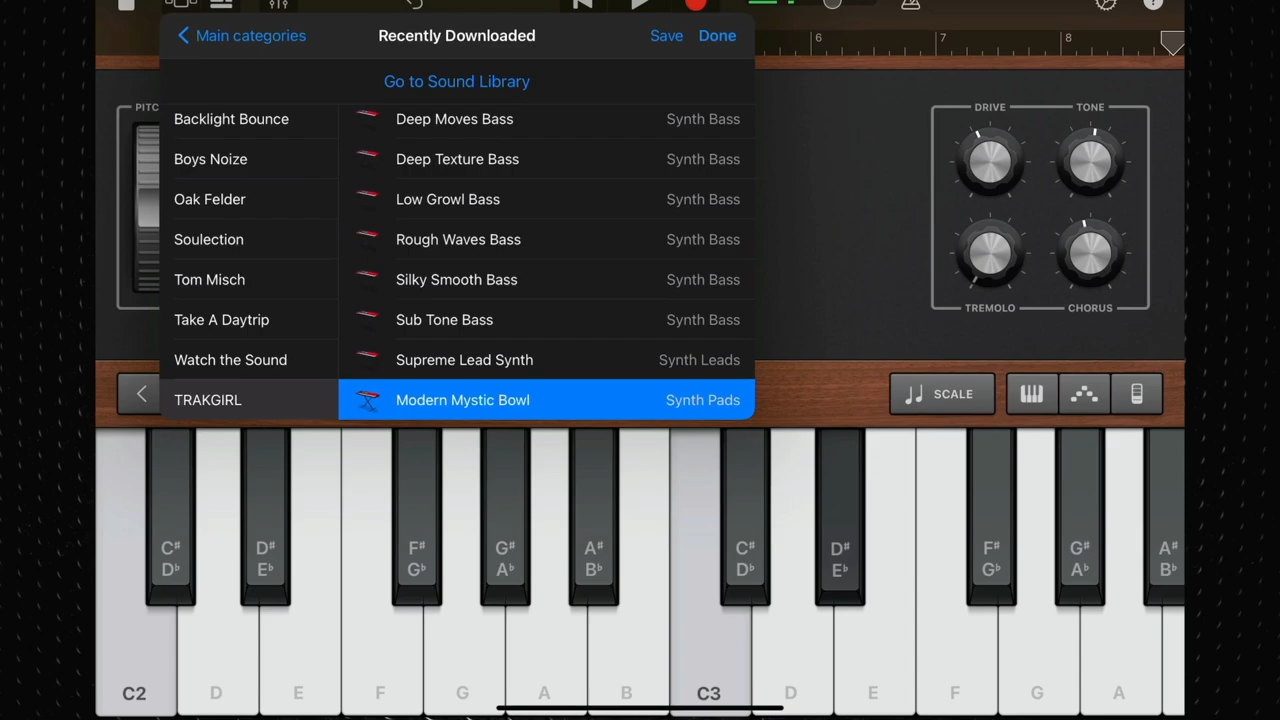 Main categories Recently Downloaded Save Done
6 7 8
Go to Sound Library
PITC
DRIVE TONE
Backlight Bounce Deep Moves Bass Synth Bass
Boys Noize Deep Texture Bass Synth Bass
Oak Felder Low Growl Bass Synth Bass
Soulection Rough Waves Bass Synth Bass
Tom Misch Silky Smooth Bass Synth Bass
TREMOLO CHORUS
Take A Daytrip Sub Tone Bass Synth Bass
Watch the Sound Supreme Lead Synth Synth Leads
TRAKGIRL Modern Mystic Bowl Synth Pads
SCALE
C♯ D♯ F♯ G♯ A♯ C♯ D♯ F♯ G♯ A♯
D♭ E♭ G♭ A♭ B♭ D♭ E♭ G♭ A♭ B♭
C2 D E F G A B C3 D E F G A